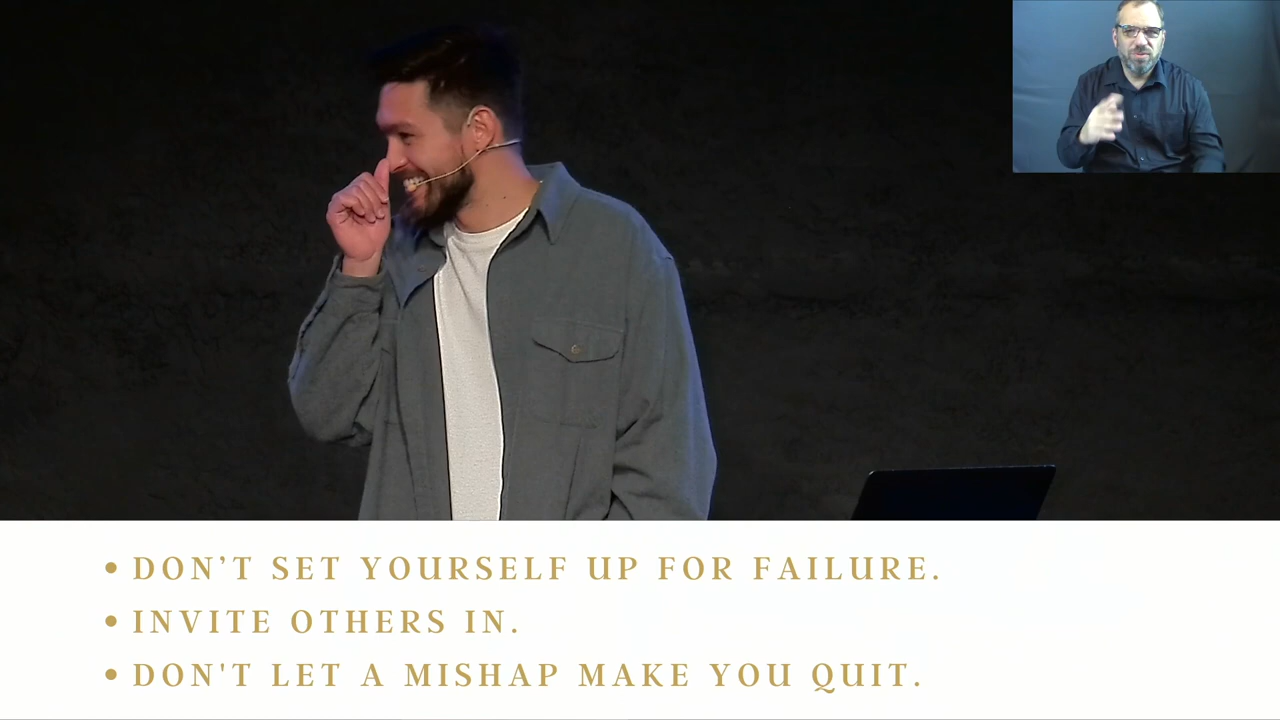 • DON’T SET YOURSELF UP FOR FAILURE.
• INVITE OTHERS IN.
• DON'T LET A MISHAP MAKE YOU QUIT.